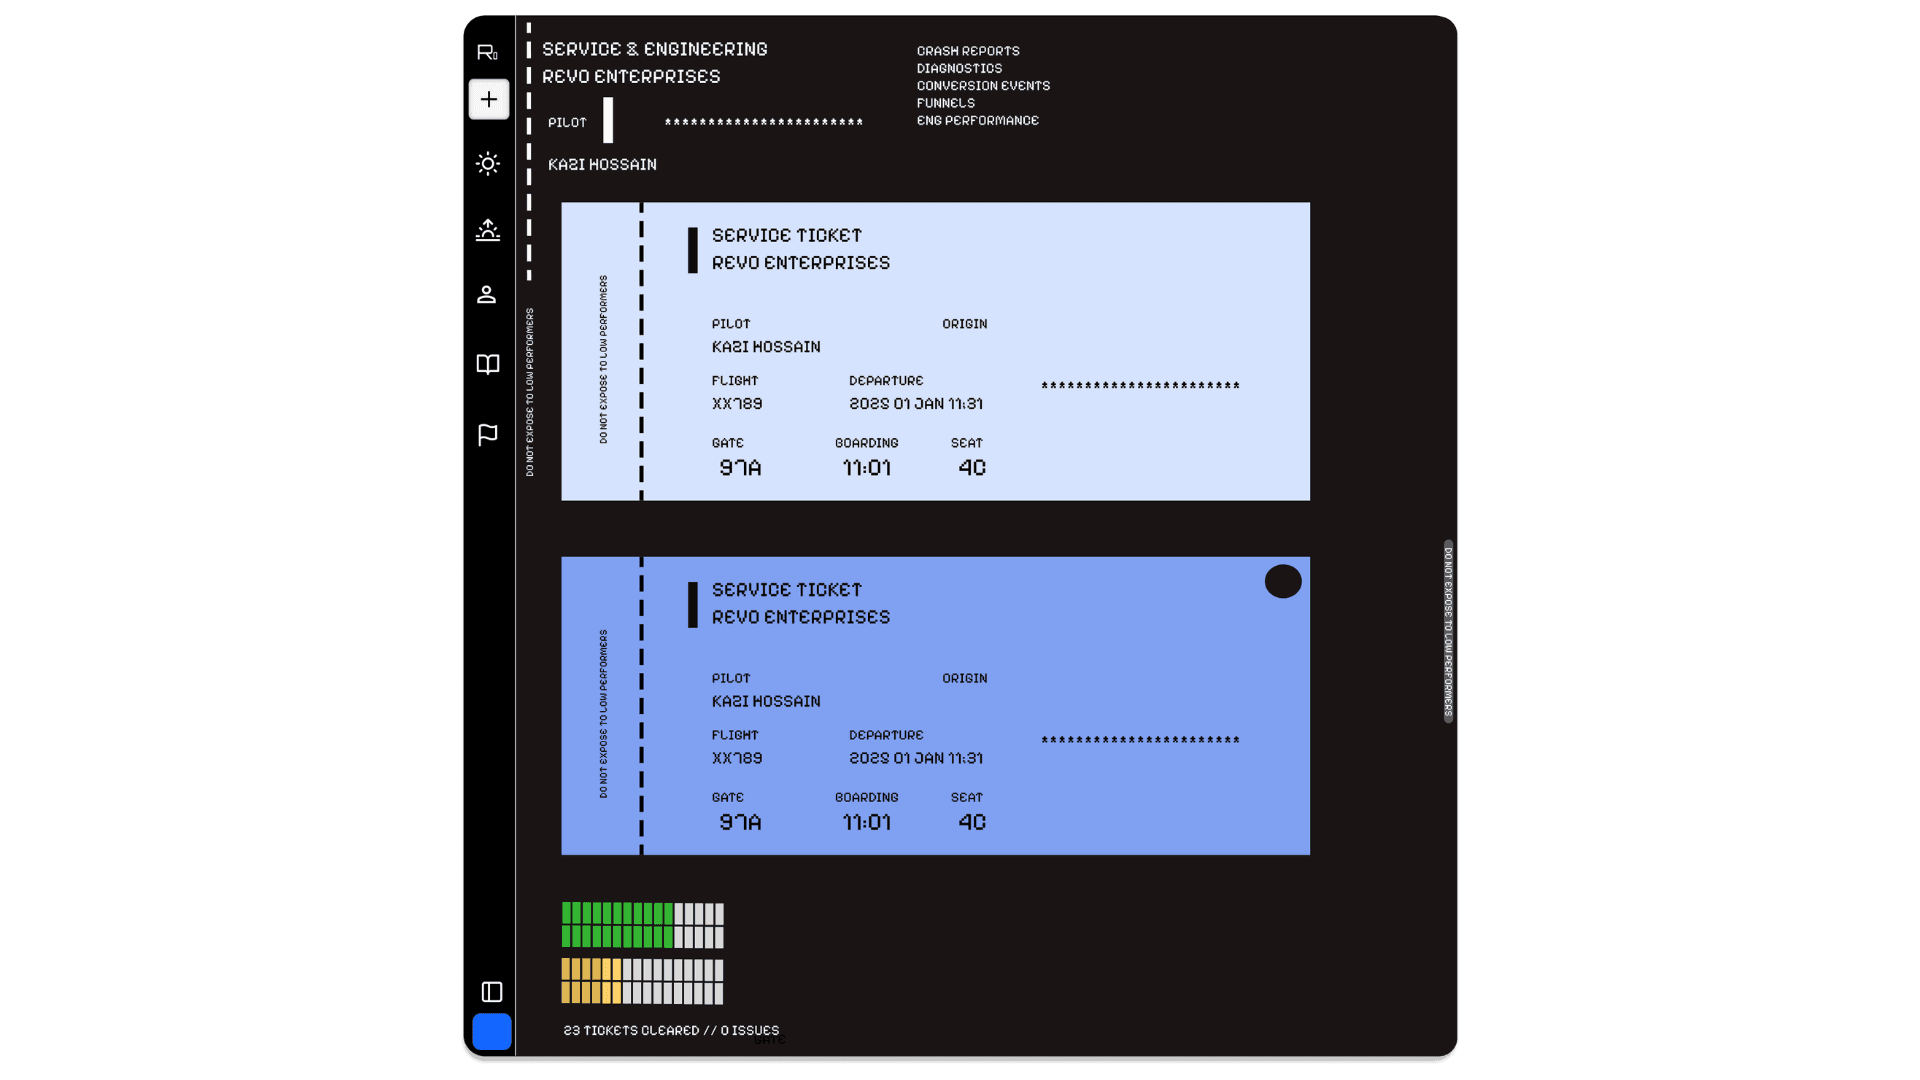 R0
SERVICE & ENGINEERING
REVO ENTERPRISES
PILOT
***********************
KAZI HOSSAIN
CRASH REPORTS
DIAGNOSTICS
CONVERSION EVENTS
FUNNELS
ENG PERFORMANCE
DO NOT EXPOSE TO LOW PERFORMERS
DO NOT EXPOSE TO LOW PERFORMERS
SERVICE TICKET
REVO ENTERPRISES
PILOT ORIGIN
KAZI HOSSAIN
FLIGHT DEPARTURE
XX789 2025 01 JAN 11:31
***********************
GATE BOARDING SEAT
97A 11:01 4C
DO NOT EXPOSE TO LOW PERFORMERS
SERVICE TICKET
REVO ENTERPRISES
PILOT ORIGIN
KAZI HOSSAIN
FLIGHT DEPARTURE
XX789 2025 01 JAN 11:31
***********************
GATE BOARDING SEAT
97A 11:01 4C
DO NOT EXPOSE TO LOW PERFORMERS
23 TICKETS CLEARED // 0 ISSUES
GATE